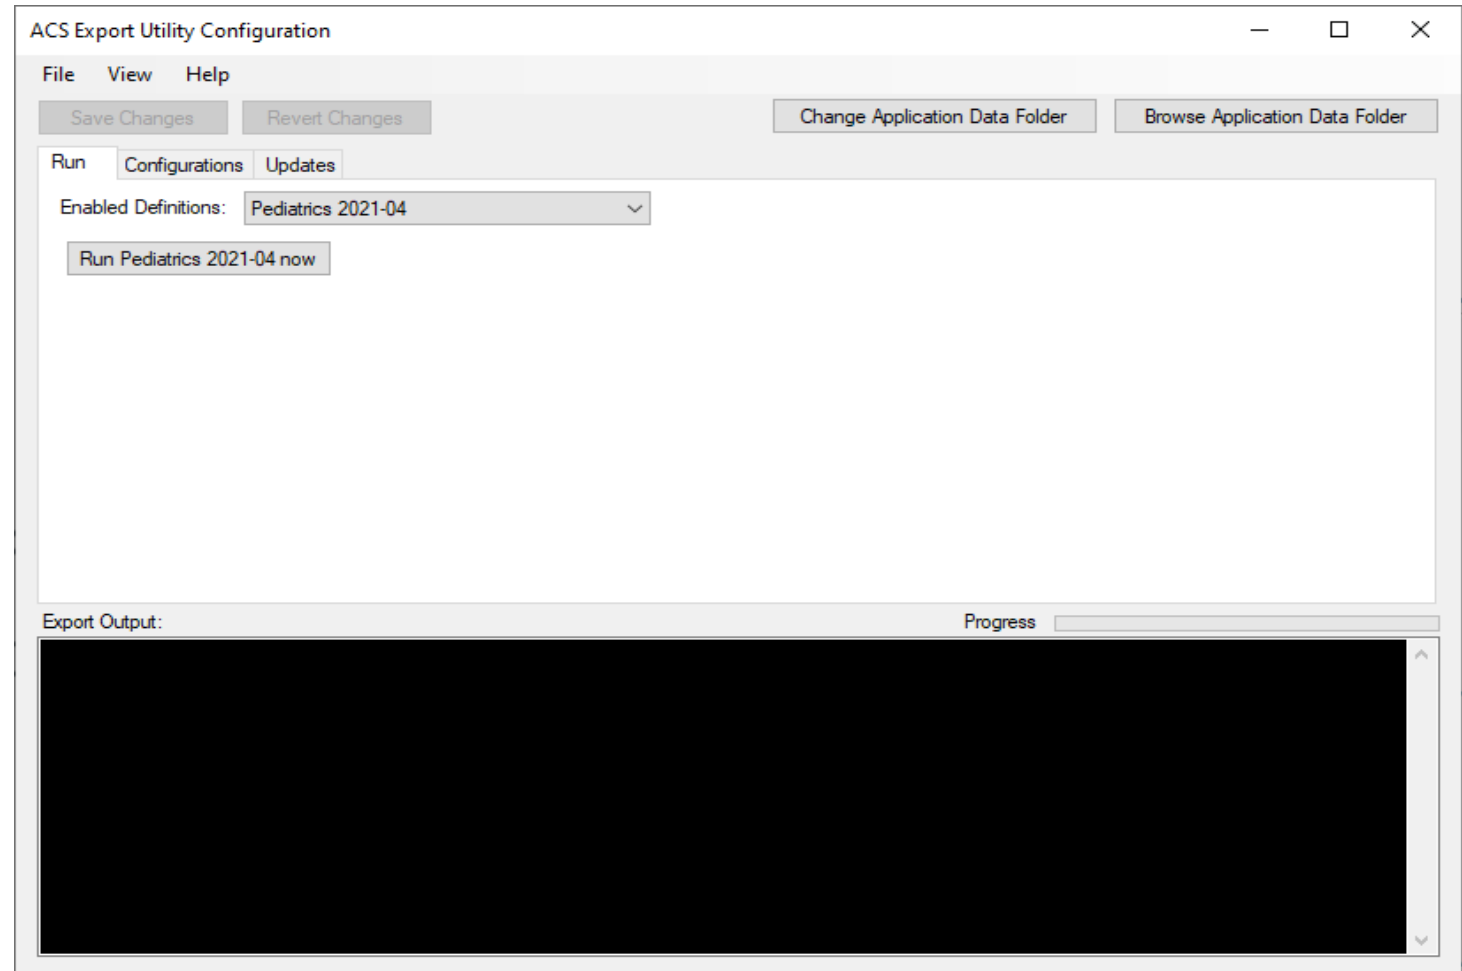 ACS Export Utility Configuration
File View Help
Save Changes Revert Changes Change Application Data Folder Browse Application Data Folder
Run Configurations Updates
Enabled Definitions: Pediatrics 2021-04
Run Pediatrics 2021-04 now
Export Output: Progress